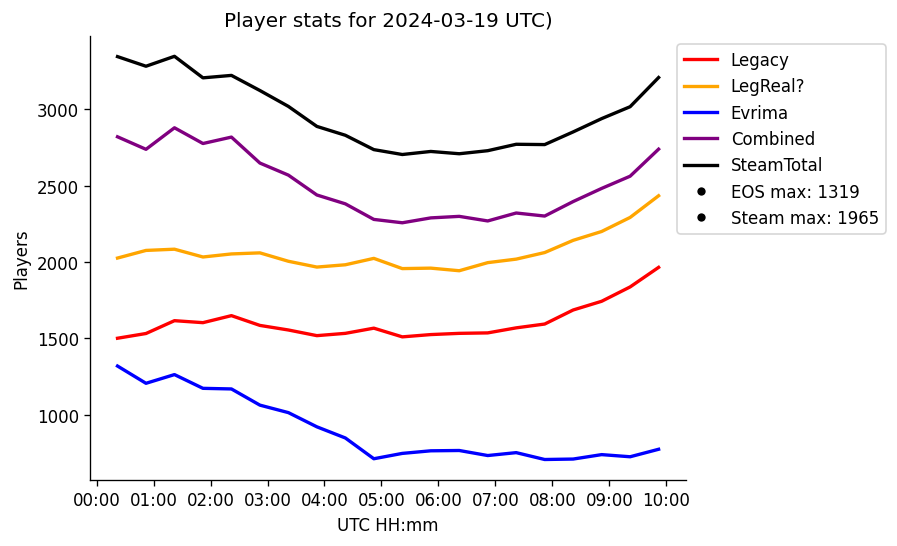 Player stats for 2024-03-19 UTC)
Legacy
LegReal?
Evrima
Combined
SteamTotal
EOS max: 1319
Steam max: 1965
Players
3000
2500
2000
1500
1000
00:00 01:00 02:00 03:00 04:00 05:00 06:00 07:00 08:00 09:00 10:00
UTC HH:mm